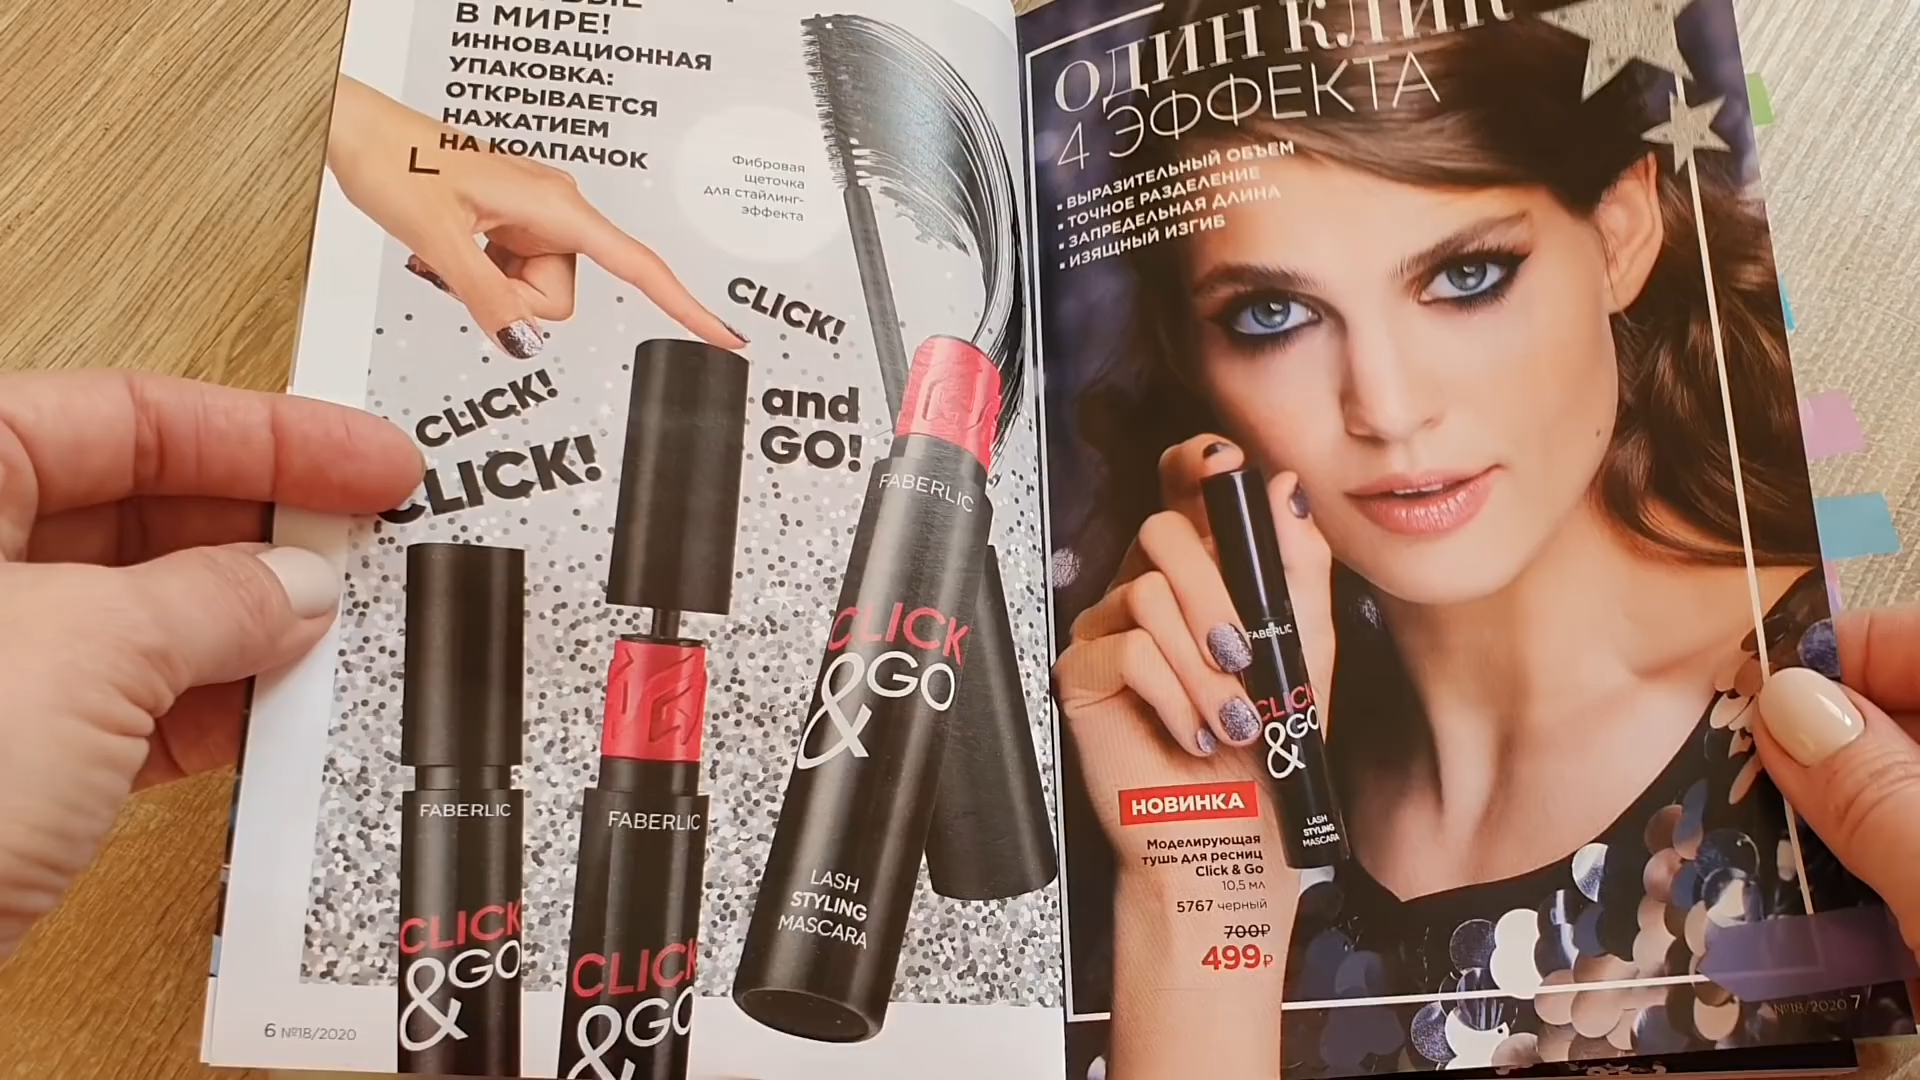 В МИРЕ!
ИННОВАЦИОННАЯ
УПАКОВКА:
ОТКРЫВАЕТСЯ
НАЖАТИЕМ
НА КОЛПАЧОК
Фибровая
щеточка
для стайлинг-
эффекта
CLICK!
CLICK!
CLICK!
and
GO!
FABERLIC
CLICK
&GO
FABERLIC
CLICK
&GO
FABERLIC
CLICK
&GO
LASH
STYLING
MASCARA
6 №18/2020
ОДИН КЛИК
4 ЭФФЕКТА
▪ ВЫРАЗИТЕЛЬНЫЙ ОБЪЕМ
▪ ТОЧНОЕ РАЗДЕЛЕНИЕ
▪ ЗАПРЕДЕЛЬНАЯ ДЛИНА
▪ ИЗЯЩНЫЙ ИЗГИБ
FABERLIC
CLICK
&GO
LASH
STYLING
MASCARA
НОВИНКА
Моделирующая
тушь для ресниц
Click & Go
10,5 мл
5767 черный
700₽
499₽
№18/2020 7